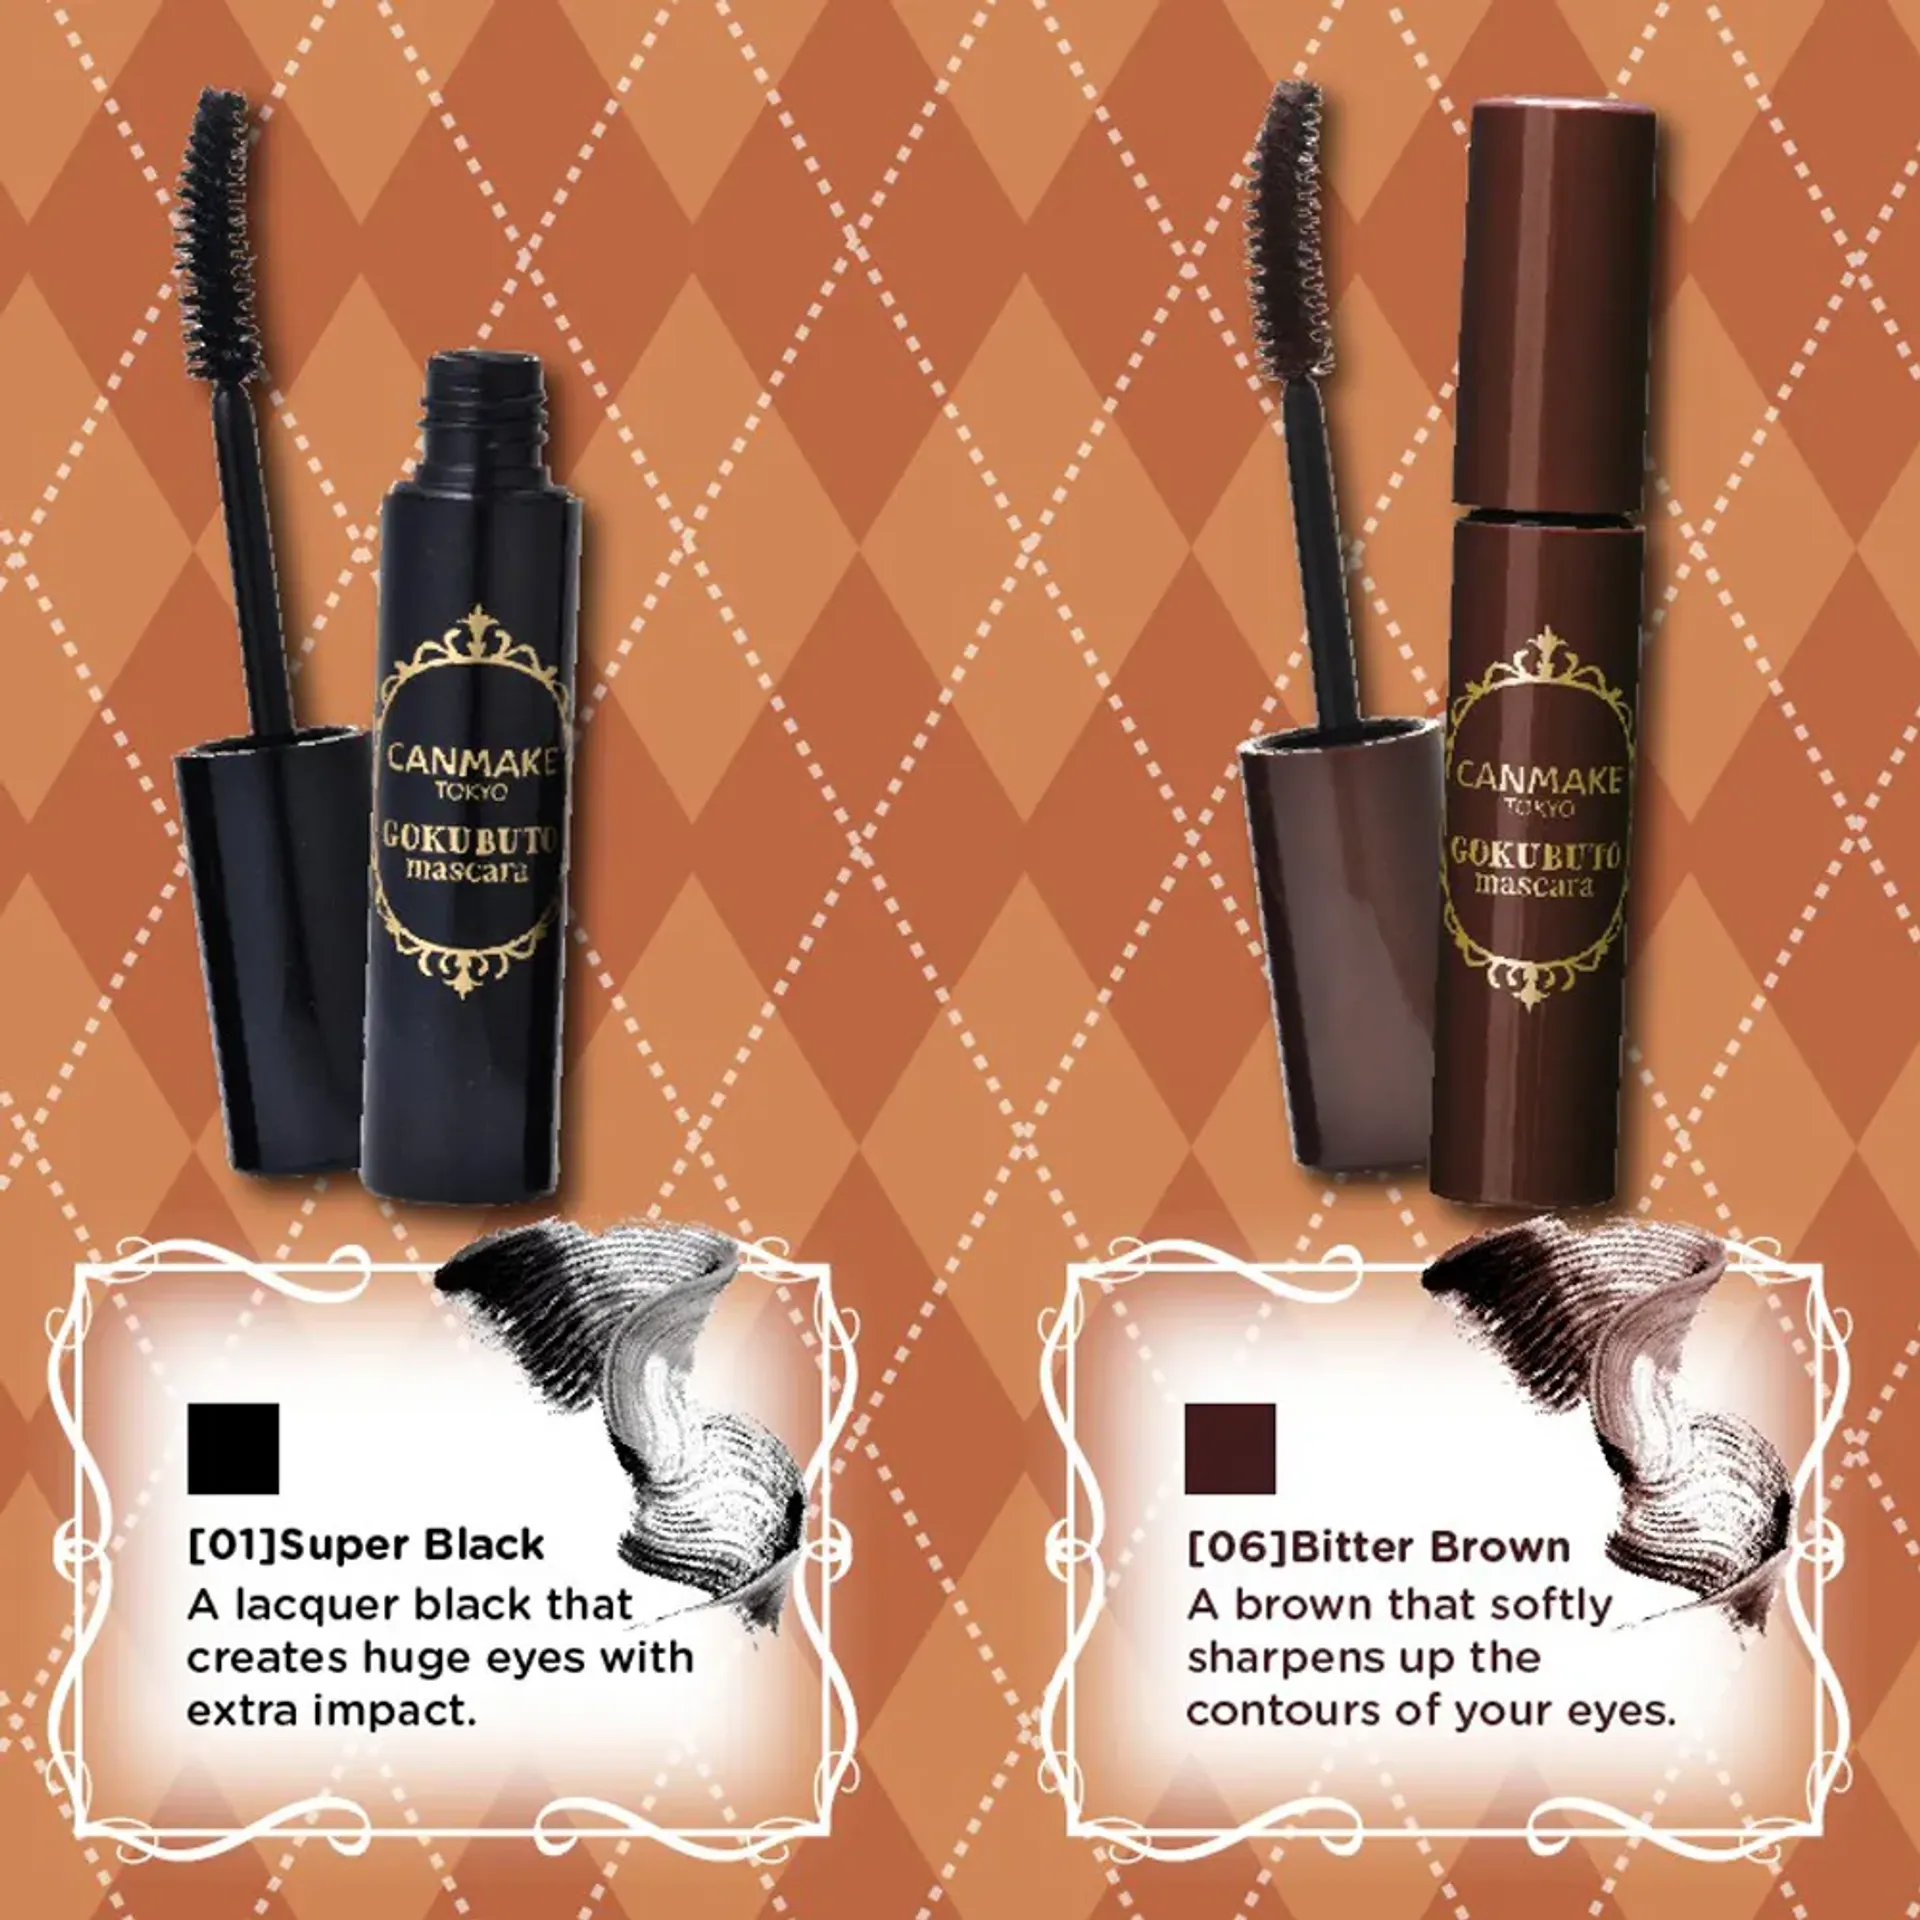 CANMAKE
TOKYO
GOKUBUTO
mascara
CANMAKE
TOKYO
GOKUBUTO
mascara
[01]Super Black
A lacquer black that
creates huge eyes with
extra impact.
[06]Bitter Brown
A brown that softly
sharpens up the
contours of your eyes.